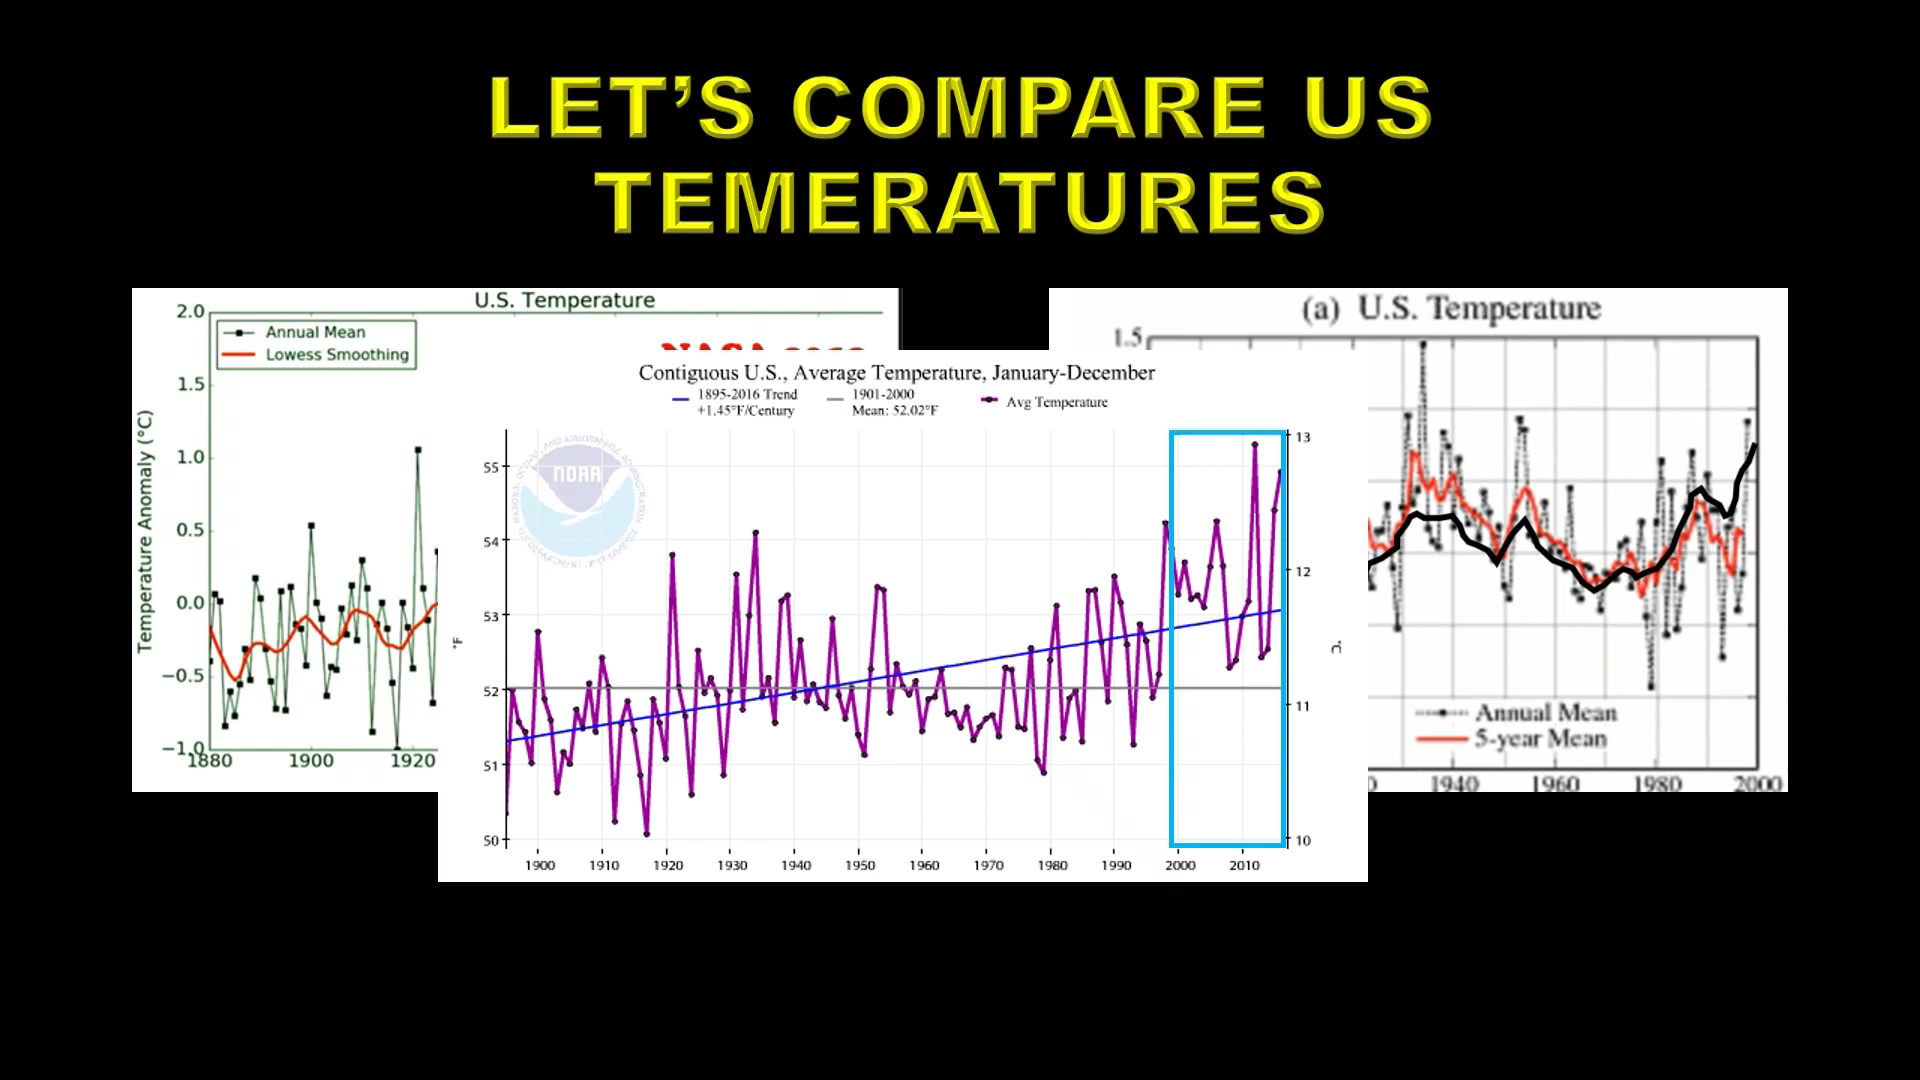 LET’S COMPARE US
TEMERATURES
U.S. Temperature
2.0
1.5
1.0
0.5
0.0
−0.5
−1.0
Temperature Anomaly (°C)
Annual Mean
Lowess Smoothing
1880 1900 1920
Contiguous U.S., Average Temperature, January-December
1895-2016 Trend
+1.45°F/Century
1901-2000
Mean: 52.02°F
Avg Temperature
NOAA
55
54
53
52
51
50
°F
13
12
11
10
°C
1900 1910 1920 1930 1940 1950 1960 1970 1980 1990 2000 2010
(a) U.S. Temperature
1.5
Annual Mean
5-year Mean
0 1940 1960 1980 2000